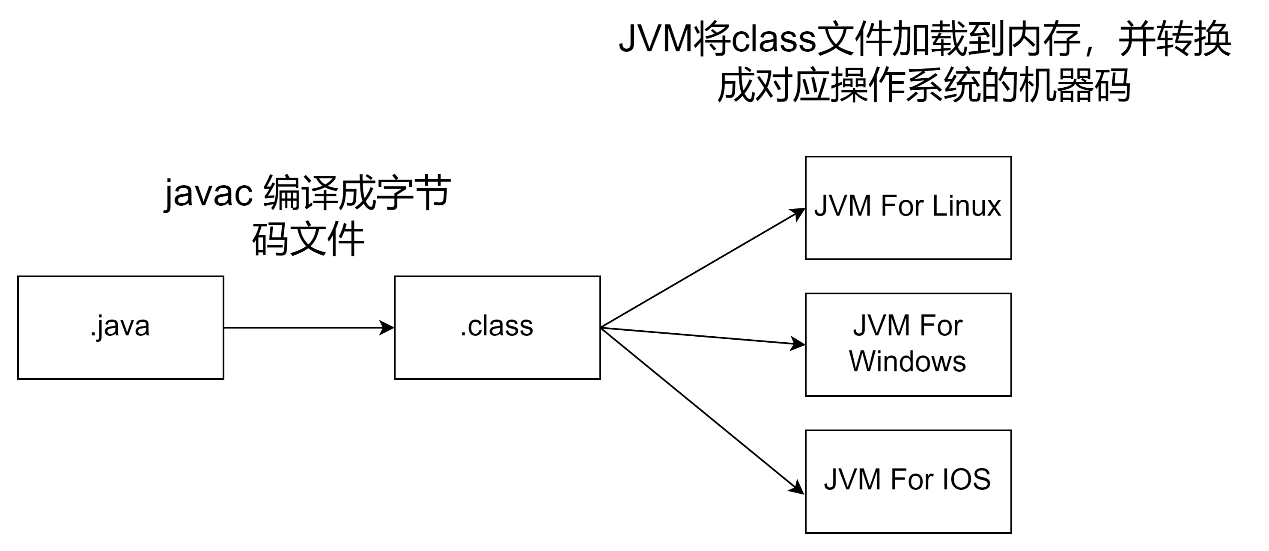 JVM将class文件加载到内存，并转换
成对应操作系统的机器码
javac 编译成字节
码文件
.java
.class
JVM For Linux
JVM For
Windows
JVM For IOS